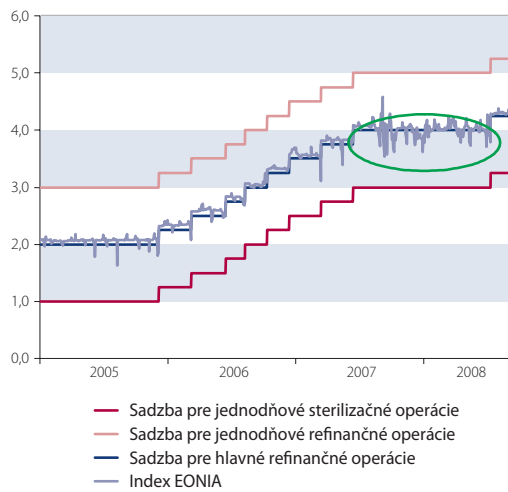 6,0
5,0
4,0
3,0
2,0
1,0
0,0
2005 2006 2007 2008
Sadzba pre jednodňové sterilizačné operácie
Sadzba pre jednodňové refinančné operácie
Sadzba pre hlavné refinančné operácie
Index EONIA